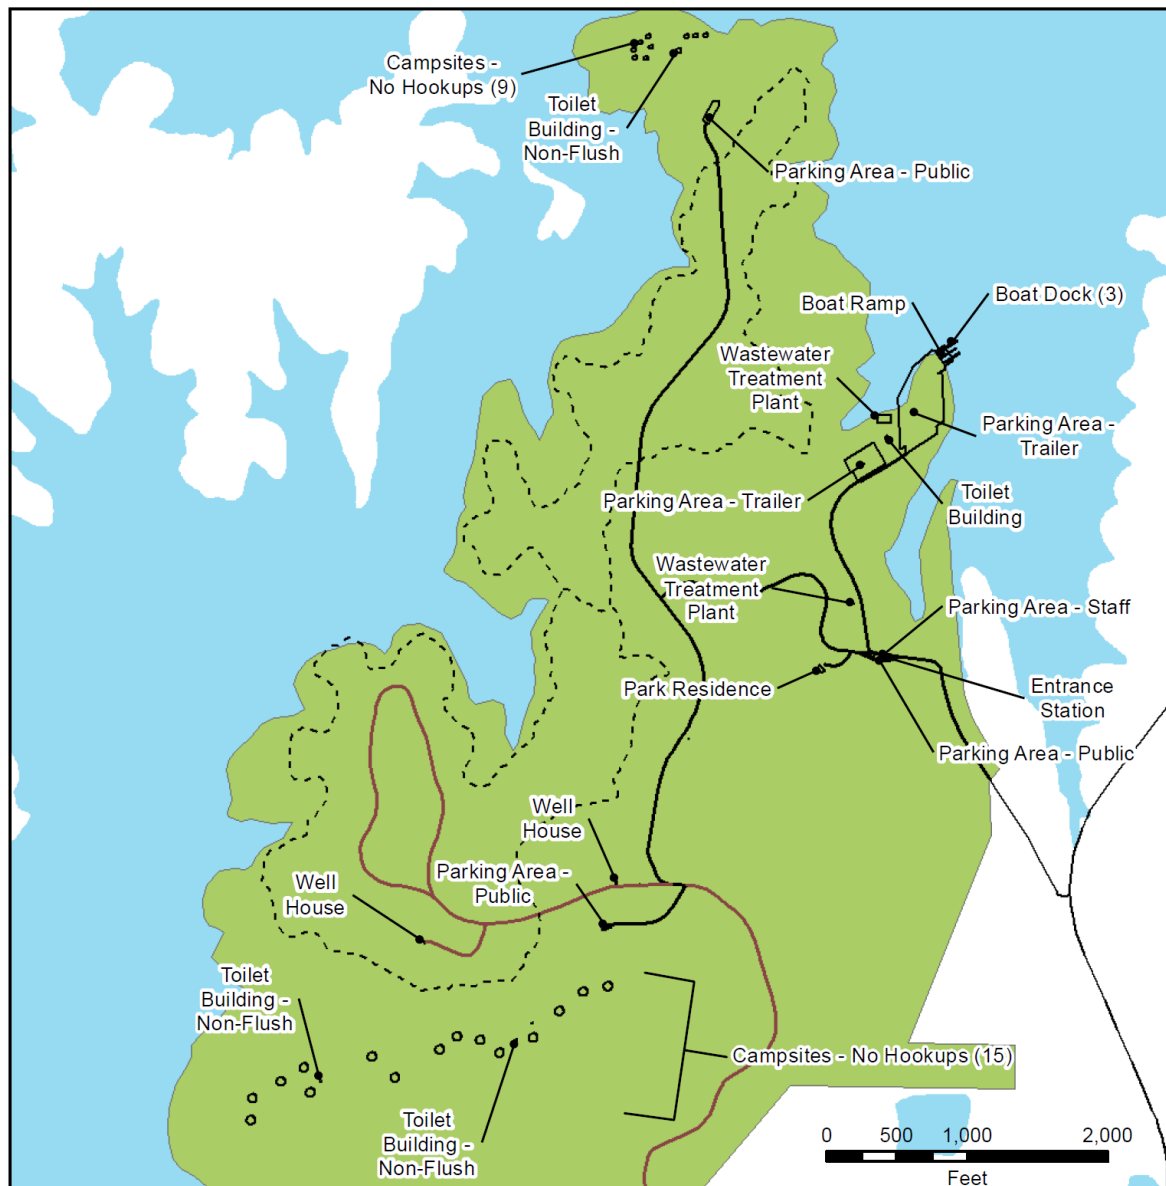 Campsites -
No Hookups (9)
Toilet
Building -
Non-Flush
Parking Area - Public
Boat Ramp
Boat Dock (3)
Wastewater
Treatment
Plant
Parking Area -
Trailer
Parking Area - Trailer
Toilet
Building
Wastewater
Treatment
Plant
Parking Area - Staff
Park Residence
Entrance
Station
Parking Area - Public
Well
House
Parking Area -
Public
Well
House
Toilet
Building -
Non-Flush
Campsites - No Hookups (15)
Toilet
Building -
Non-Flush
0 500 1,000 2,000
Feet